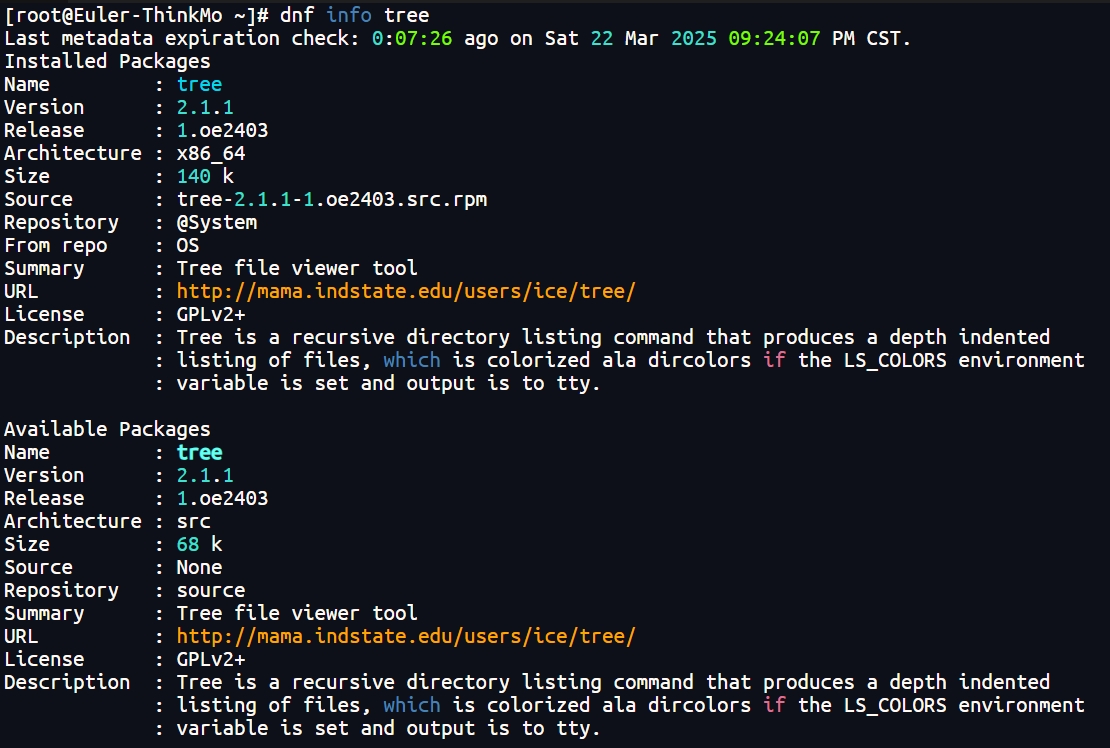 [root@Euler-ThinkMo ~]# dnf info tree
Last metadata expiration check: 0:07:26 ago on Sat 22 Mar 2025 09:24:07 PM CST.
Installed Packages
Name         : tree
Version      : 2.1.1
Release      : 1.oe2403
Architecture : x86_64
Size         : 140 k
Source       : tree-2.1.1-1.oe2403.src.rpm
Repository   : @System
From repo    : OS
Summary      : Tree file viewer tool
URL          : http://mama.indstate.edu/users/ice/tree/
License      : GPLv2+
Description  : Tree is a recursive directory listing command that produces a depth indented
             : listing of files, which is colorized ala dircolors if the LS_COLORS environment
             : variable is set and output is to tty.

Available Packages
Name         : tree
Version      : 2.1.1
Release      : 1.oe2403
Architecture : src
Size         : 68 k
Source       : None
Repository   : source
Summary      : Tree file viewer tool
URL          : http://mama.indstate.edu/users/ice/tree/
License      : GPLv2+
Description  : Tree is a recursive directory listing command that produces a depth indented
             : listing of files, which is colorized ala dircolors if the LS_COLORS environment
             : variable is set and output is to tty.